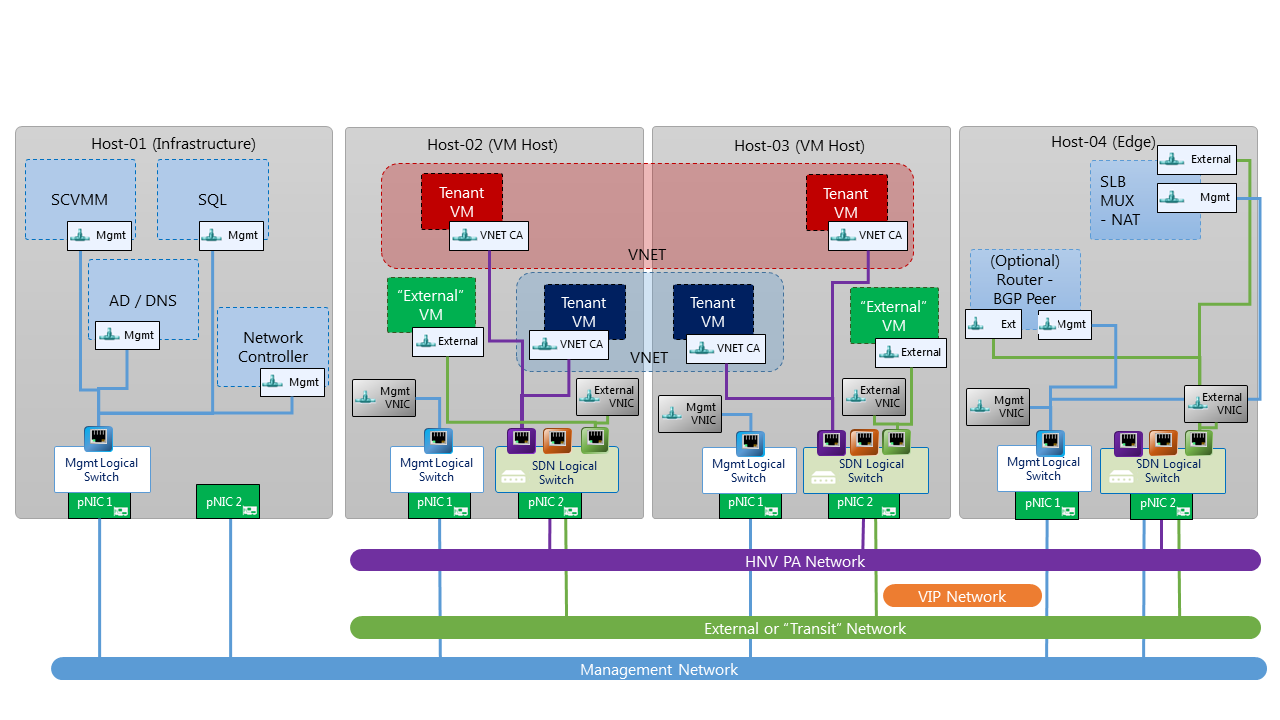 Host-01 (Infrastructure)
SCVMM
Mgmt
SQL
Mgmt
AD / DNS
Mgmt
Network
Controller
Mgmt
Mgmt Logical
Switch
pNIC 1
pNIC 2
Host-02 (VM Host)
Tenant
VM
VNET CA
VNET
"External"
VM
External
Tenant
VM
VNET CA
VNET
Mgmt
VNIC
External
VNIC
Mgmt Logical
Switch
SDN Logical
Switch
pNIC 1
pNIC 2
Host-03 (VM Host)
Tenant
VM
VNET CA
Tenant
VM
VNET CA
"External"
VM
External
Mgmt
VNIC
External
VNIC
Mgmt Logical
Switch
SDN Logical
Switch
pNIC 1
pNIC 2
Host-04 (Edge)
External
SLB
MUX
- NAT
Mgmt
(Optional)
Router -
BGP Peer
Ext
Mgmt
Mgmt
VNIC
External
VNIC
Mgmt Logical
Switch
SDN Logical
Switch
pNIC 1
pNIC 2
HNV PA Network
VIP Network
External or "Transit" Network
Management Network